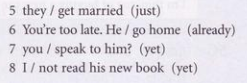 5 they / get married (just)
6 You're too late. He / go home (already)
7 you / speak to him? (yet)
8 I / not read his new book (yet)